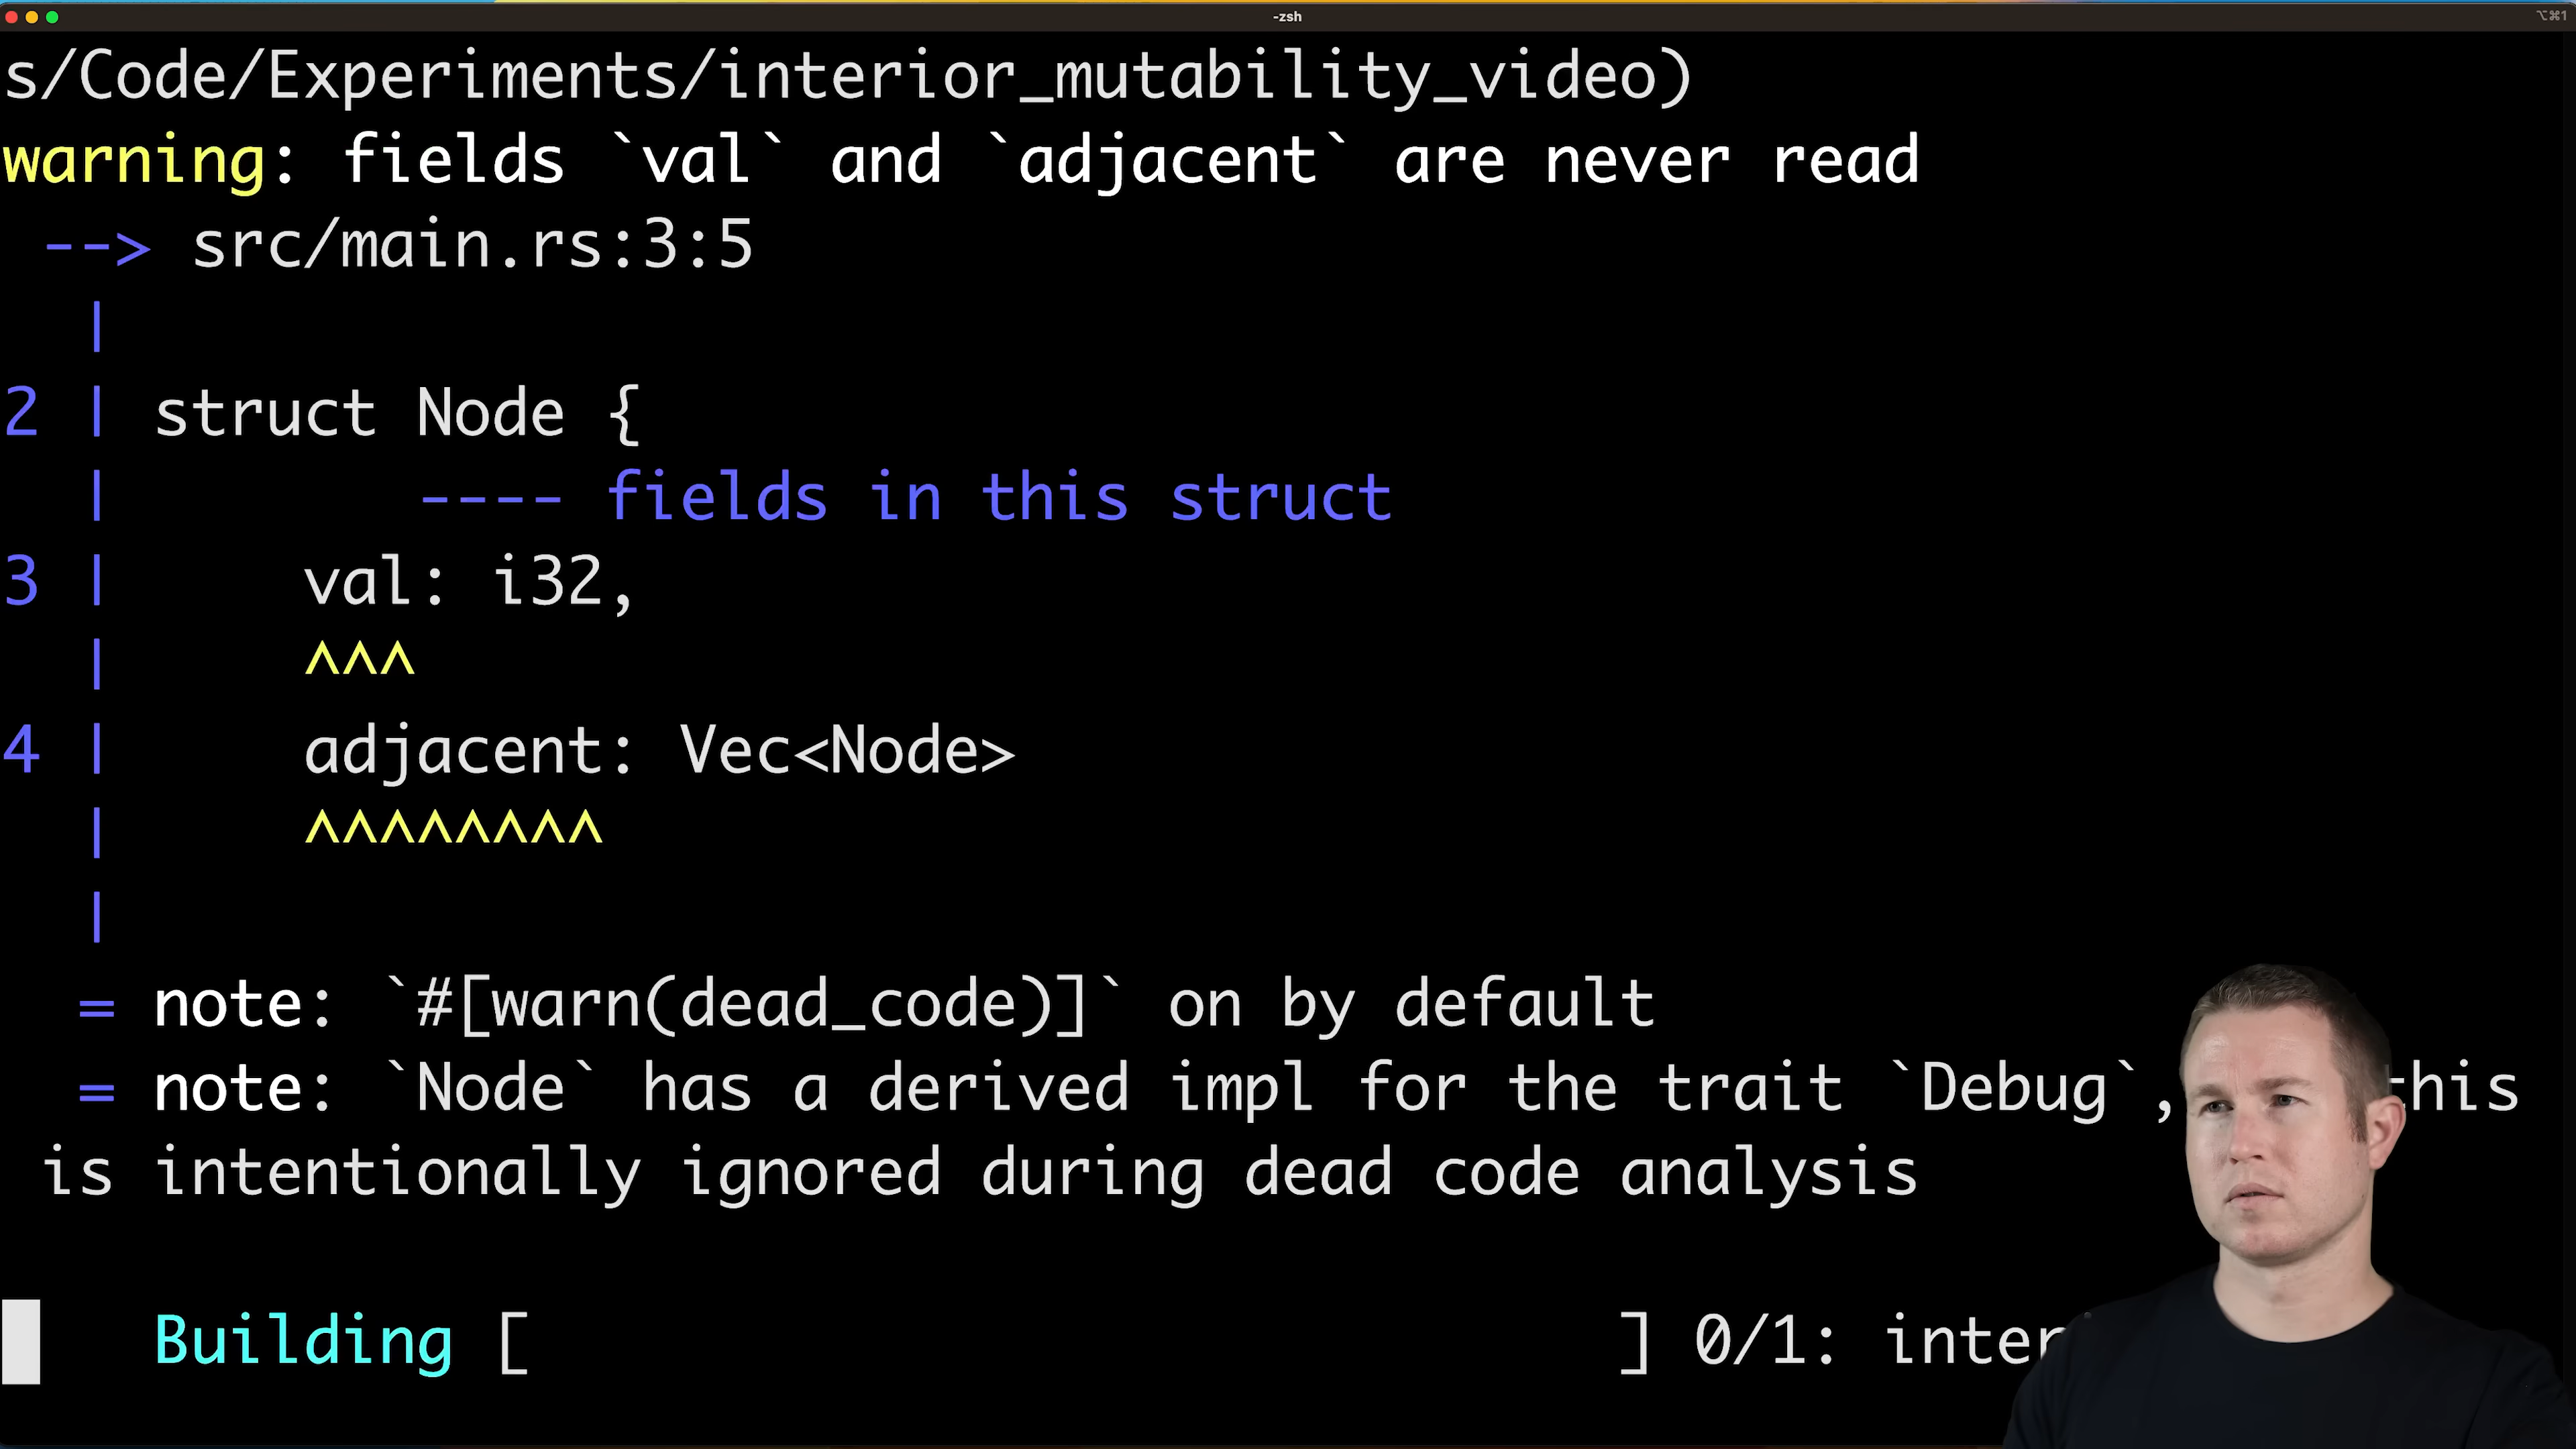 -zsh
⌥⌘1
s/Code/Experiments/interior_mutability_video)
warning: fields `val` and `adjacent` are never read
--> src/main.rs:3:5
|
2 | struct Node {
| ---- fields in this struct
3 | val: i32,
| ^^^
4 | adjacent: Vec<Node>
| ^^^^^^^^
|
= note: `#[warn(dead_code)]` on by default
= note: `Node` has a derived impl for the trait `Debug`, this
is intentionally ignored during dead code analysis
Building [ ] 0/1: inter